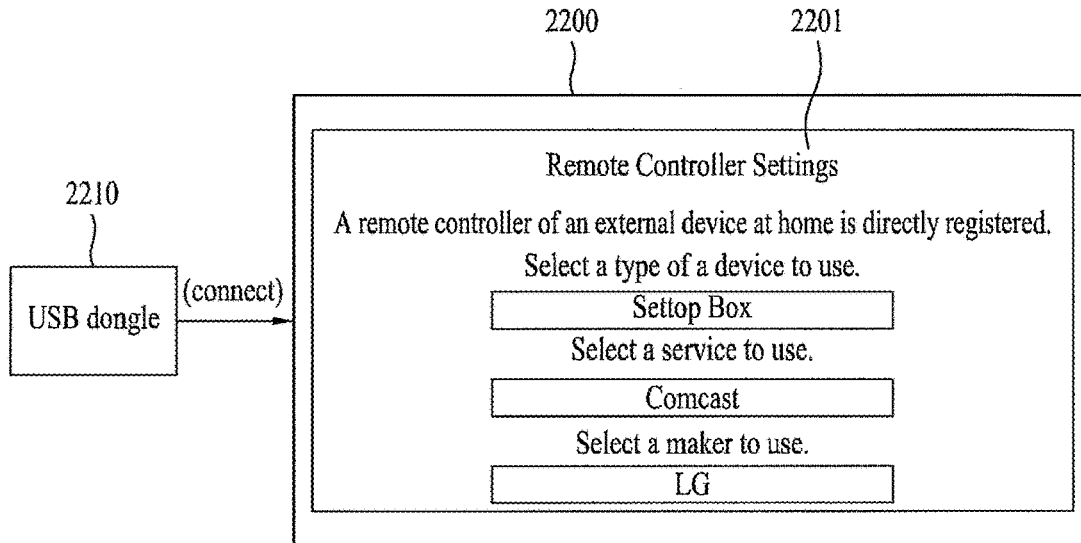 2200
2201
Remote Controller Settings
2210
A remote controller of an external device at home is directly registered.
Select a type of a device to use.
(connect)
USB dongle
Settop Box
Select a service to use.
Comcast
Select a maker to use.
LG